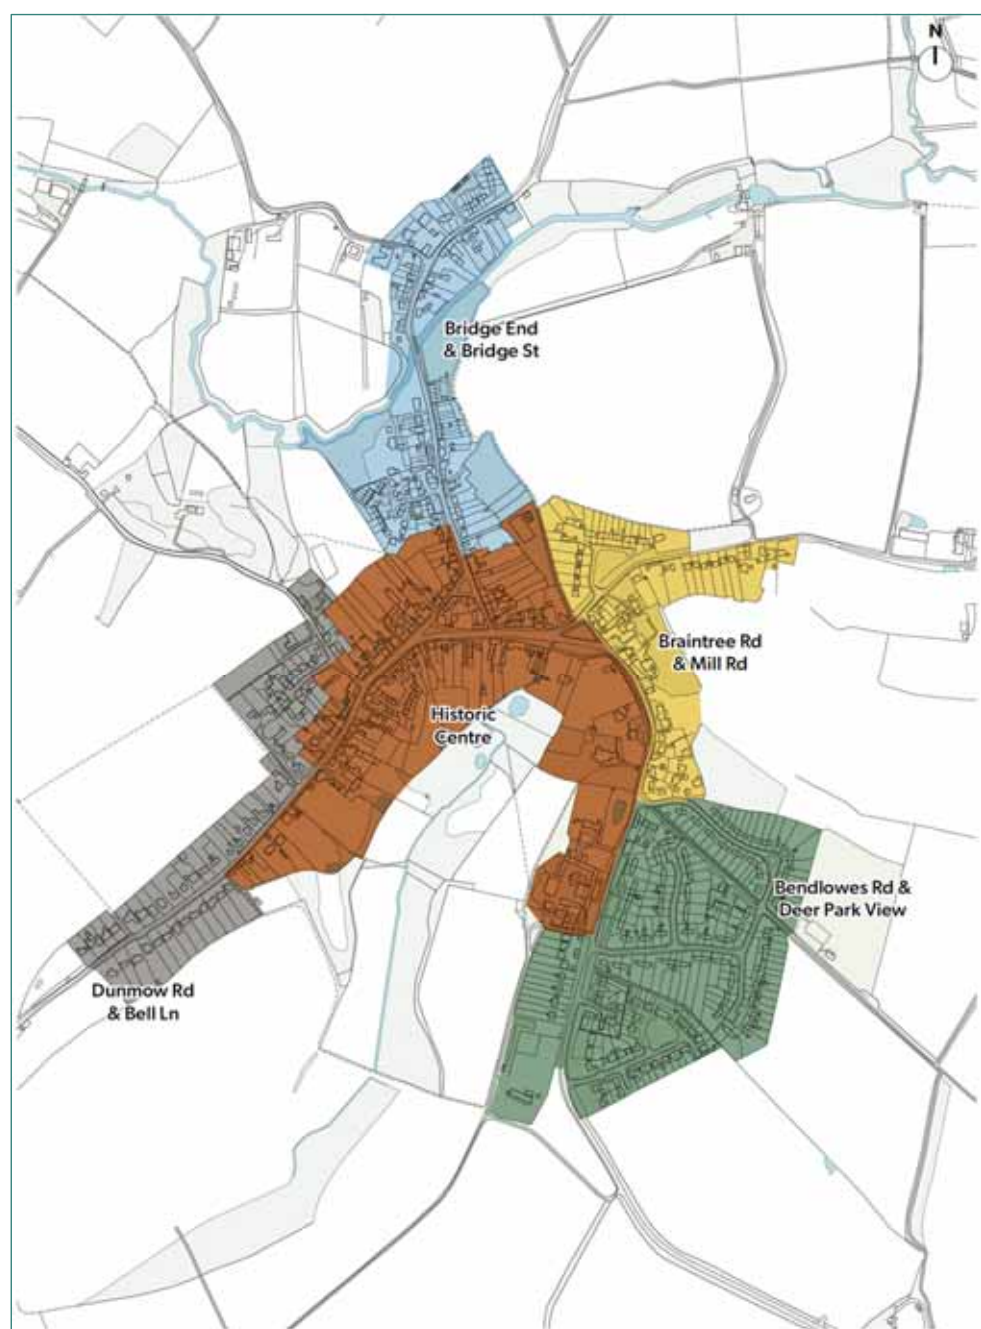 N
Bridge End
& Bridge St
Braintree Rd
& Mill Rd
Historic
Centre
Bendlowes Rd &
Deer Park View
Dunmow Rd
& Bell Ln